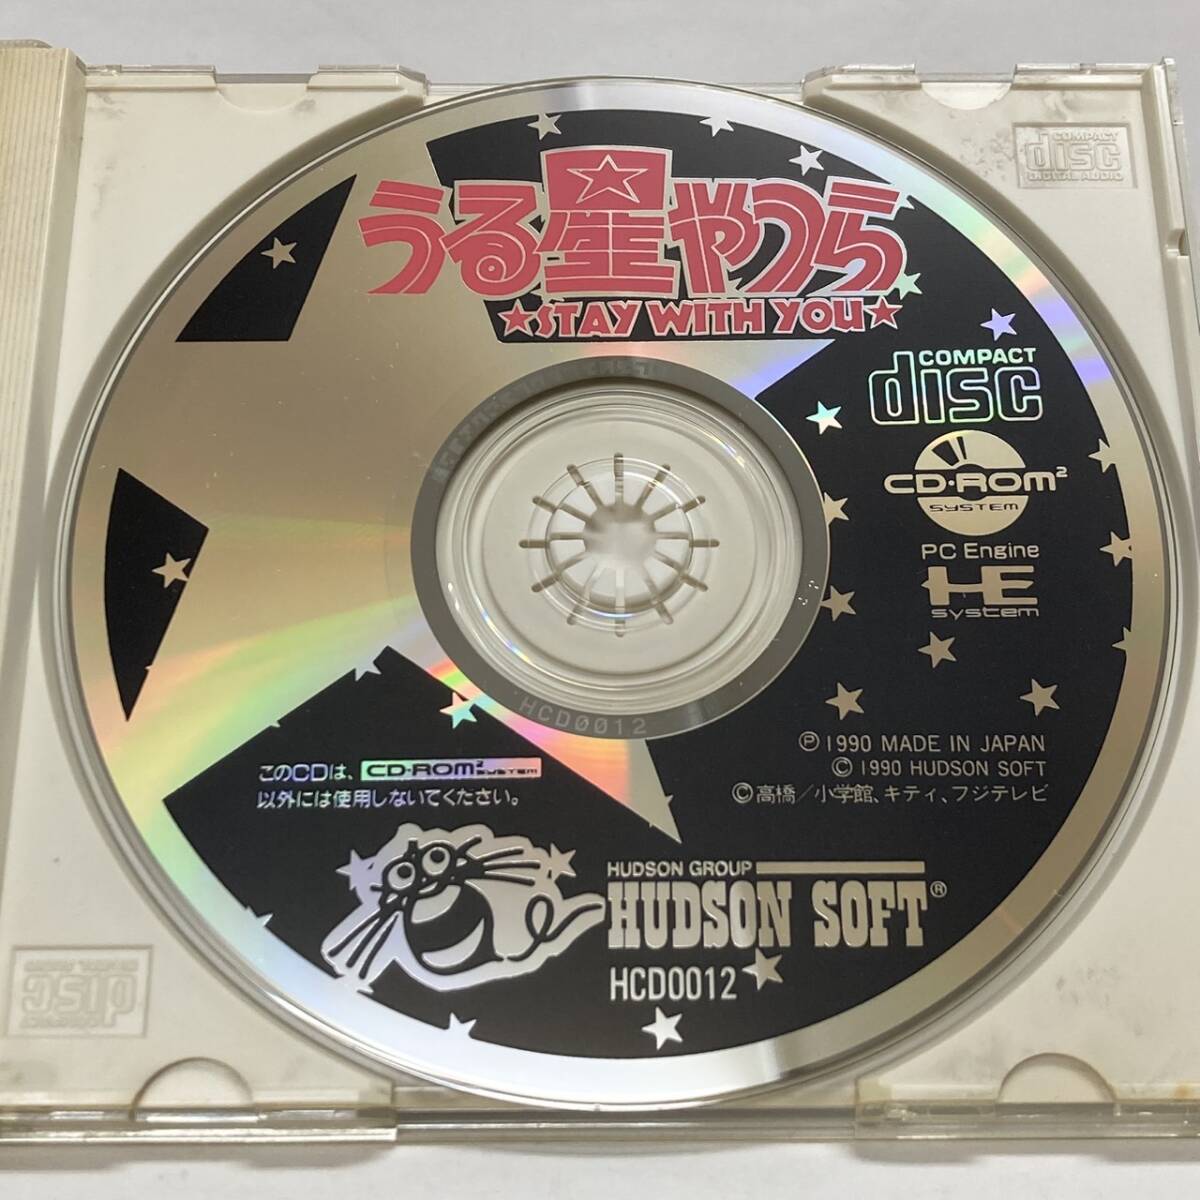 うる星やつら
★STAY WITH YOU★
COMPACT
disc
DIGITAL AUDIO
COMPACT
disc
CD-ROM2
SYSTEM
PC Engine
HE
system
HCD0012
℗ 1990 MADE IN JAPAN
© 1990 HUDSON SOFT
©高橋/小学館、キティ、フジテレビ
このCDは、CD-ROM2 SYSTEM
以外には使用しないでください。
HUDSON GROUP
HUDSON SOFT®
HCD0012
disc